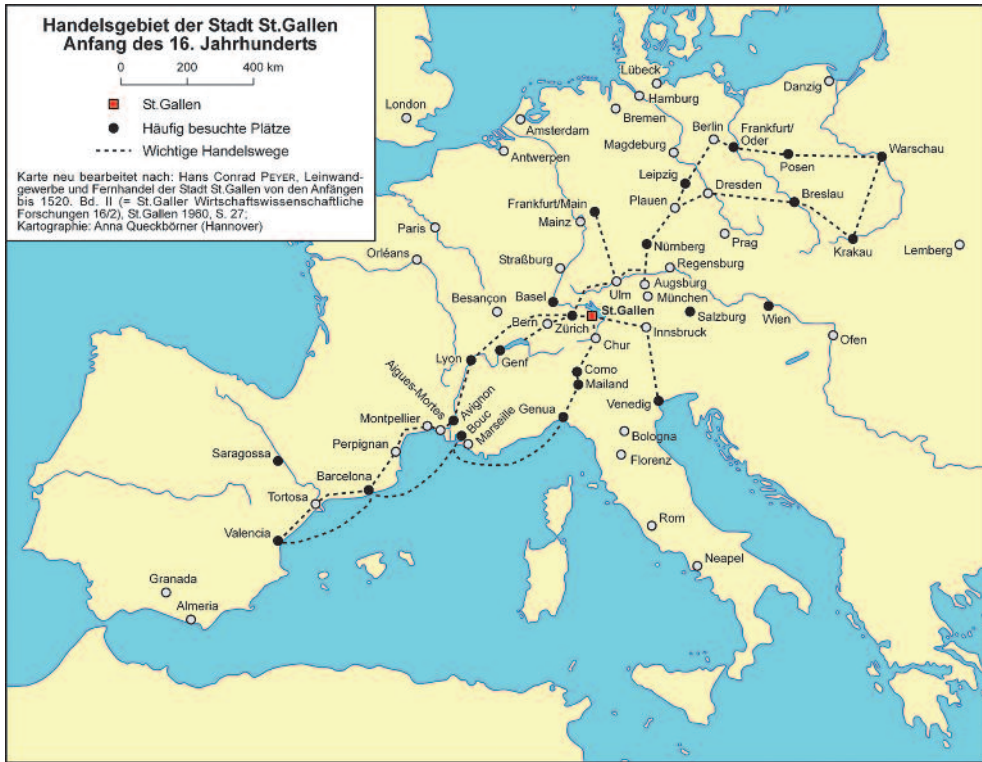 Handelsgebiet der Stadt St.Gallen
Anfang des 16. Jahrhunderts
0 200 400 km
St.Gallen
Häufig besuchte Plätze
Wichtige Handelswege
Karte neu bearbeitet nach: Hans Conrad PEYER, Leinwand-
gewerbe und Fernhandel der Stadt St.Gallen von den Anfängen
bis 1520. Bd. II (= St.Galler Wirtschaftswissenschaftliche
Forschungen 16/2), St.Gallen 1960, S. 27;
Kartographie: Anna Queckbörner (Hannover)
Lübeck
Danzig
Hamburg
London
Bremen
Amsterdam
Berlin
Frankfurt/
Oder
Magdeburg
Warschau
Antwerpen
Posen
Leipzig
Dresden
Breslau
Frankfurt/Main
Plauen
Mainz
Paris
Prag
Krakau
Lemberg
Nürnberg
Orléans
Straßburg
Regensburg
Augsburg
Ulm
München
Besançon
Basel
St.Gallen
Salzburg
Wien
Bern
Zürich
Innsbruck
Ofen
Chur
Lyon
Genf
Como
Mailand
Aigues-Mortes
Avignon
Bouc
Marseille
Genua
Venedig
Montpellier
Bologna
Perpignan
Saragossa
Florenz
Barcelona
Tortosa
Rom
Valencia
Neapel
Granada
Almeria